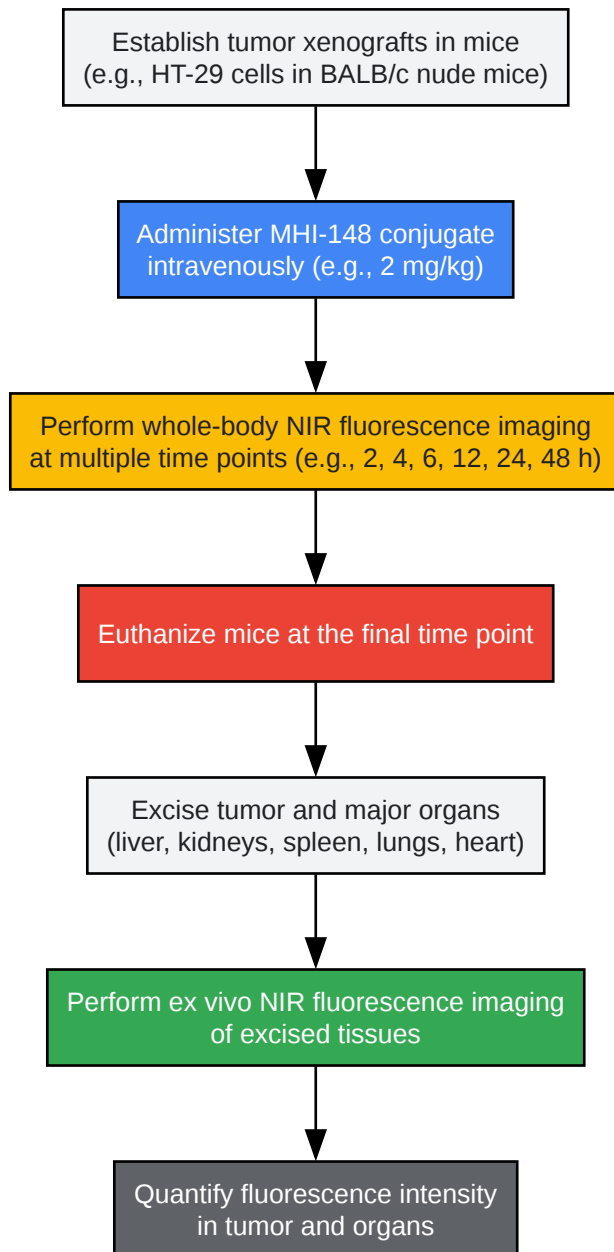 Establish tumor xenografts in mice
(e.g., HT-29 cells in BALB/c nude mice)
Administer MHI-148 conjugate
intravenously (e.g., 2 mg/kg)
Perform whole-body NIR fluorescence imaging
at multiple time points (e.g., 2, 4, 6, 12, 24, 48 h)
Euthanize mice at the final time point
Excise tumor and major organs
(liver, kidneys, spleen, lungs, heart)
Perform ex vivo NIR fluorescence imaging
of excised tissues
Quantify fluorescence intensity
in tumor and organs